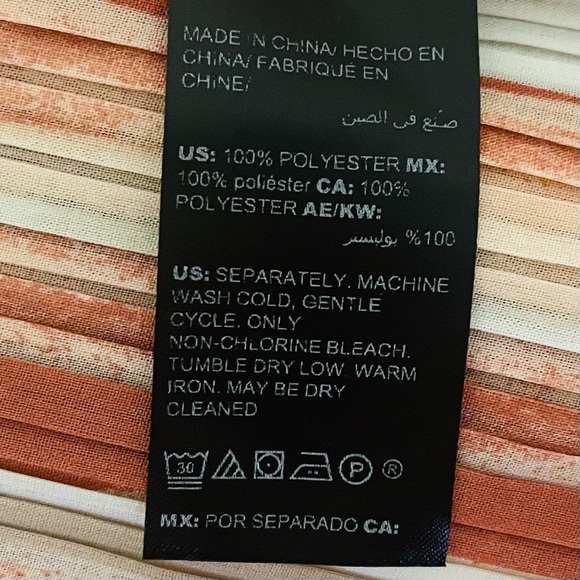 MADE IN CHINA/ HECHO EN
CHINA/ FABRIQUÉ EN
CHINE/
صنع في الصين
US: 100% POLYESTER MX:
100% poliéster CA: 100%
POLYESTER AE/KW:
100% بوليستر
US: SEPARATELY. MACHINE
WASH COLD, GENTLE
CYCLE. ONLY
NON-CHLORINE BLEACH.
TUMBLE DRY LOW. WARM
IRON. MAY BE DRY
CLEANED
30 P ®
MX: POR SEPARADO CA: